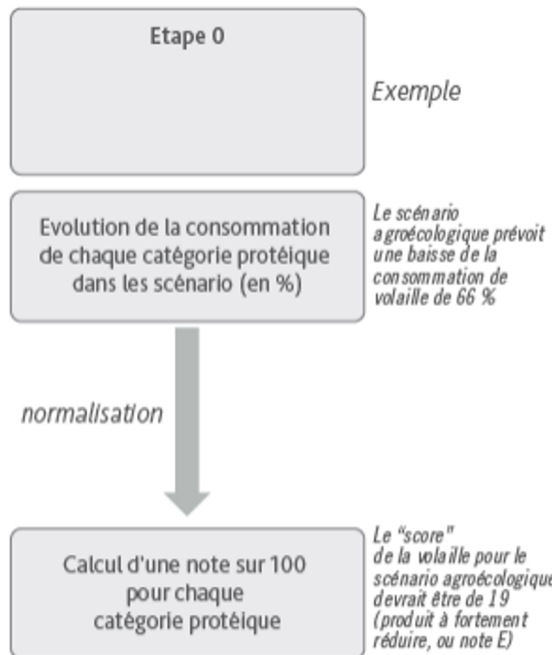 Etape 0
Exemple
Evolution de la consommation
de chaque catégorie protéique
dans les scénario (en %)
Le scénario
agroécologique prévoit
une baisse de la
consommation de
volaille de 66 %
normalisation
Calcul d'une note sur 100
pour chaque
catégorie protéique
Le "score"
de la volaille pour le
scénario agroécologique
devrait être de 19
(produit à fortement
réduire, ou note E)